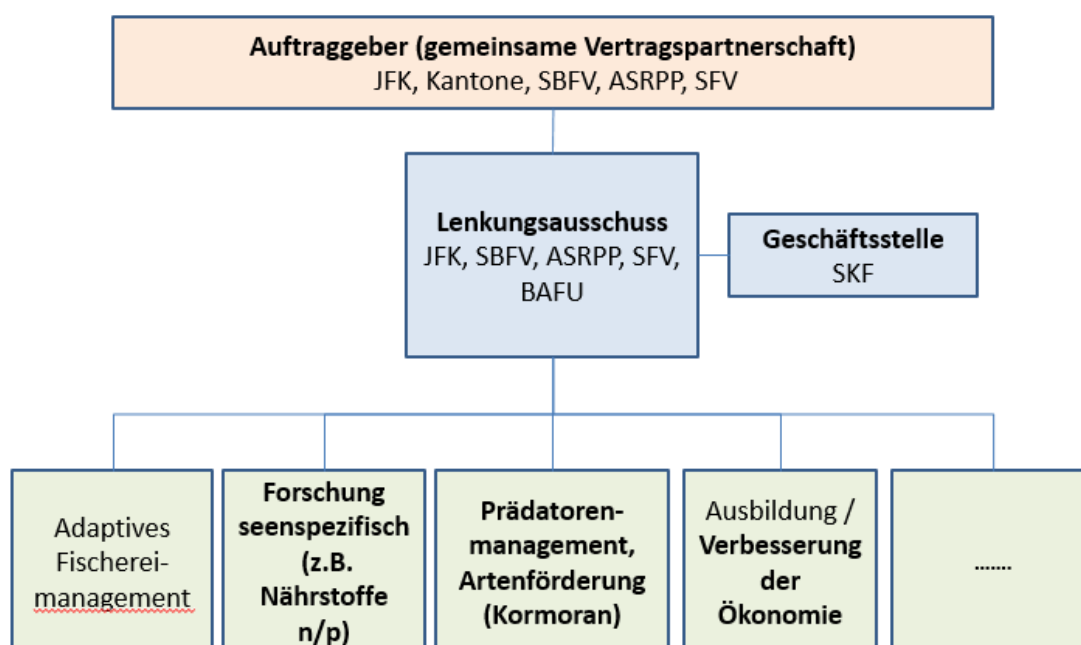 Auftraggeber (gemeinsame Vertragspartnerschaft)
JFK, Kantone, SBFV, ASRPP, SFV
Lenkungsausschuss
JFK, SBFV, ASRPP, SFV,
BAFU
Geschäftsstelle
SKF
Adaptives
Fischerei-
management
Forschung
seenspezifisch
(z.B.
Nährstoffe
n/p)
Prädatoren-
management,
Artenförderung
(Kormoran)
Ausbildung /
Verbesserung
der
Ökonomie
.......